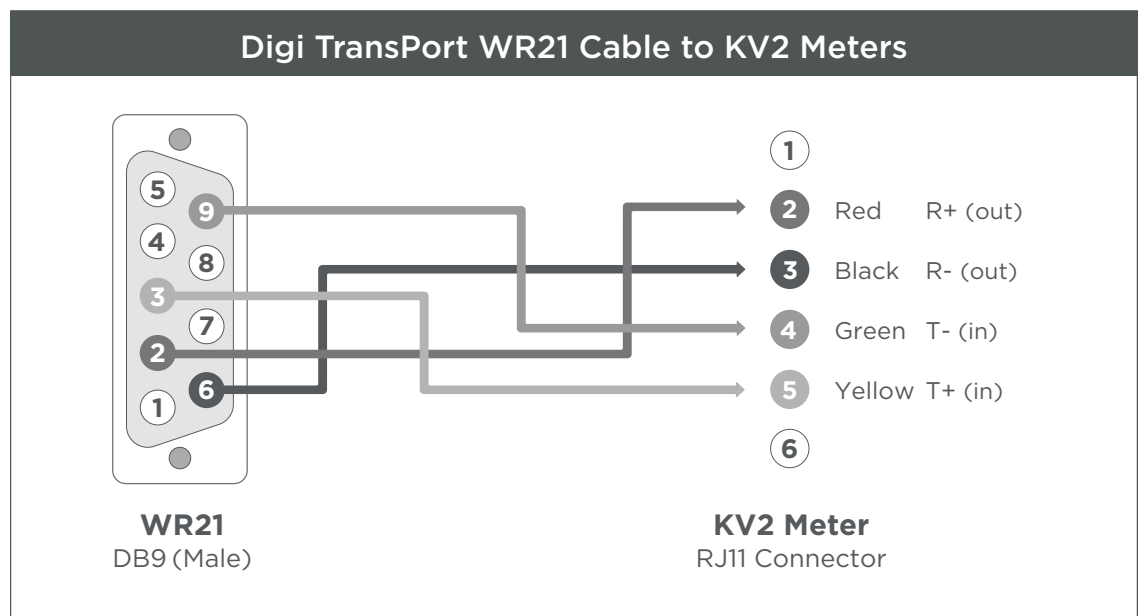 Digi TransPort WR21 Cable to KV2 Meters
5
9
4
8
3
7
2
6
1
1
2 Red R+ (out)
3 Black R- (out)
4 Green T- (in)
5 Yellow T+ (in)
6
WR21
DB9 (Male)
KV2 Meter
RJ11 Connector